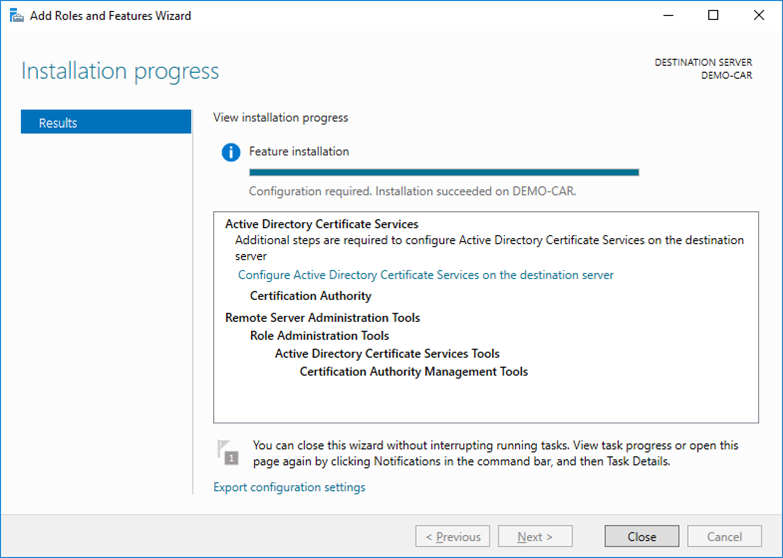 Add Roles and Features Wizard
Installation progress
DESTINATION SERVER
DEMO-CAR
Results
View installation progress
Feature installation
Configuration required. Installation succeeded on DEMO-CAR.
Active Directory Certificate Services
Additional steps are required to configure Active Directory Certificate Services on the destination
server
Configure Active Directory Certificate Services on the destination server
Certification Authority
Remote Server Administration Tools
Role Administration Tools
Active Directory Certificate Services Tools
Certification Authority Management Tools
1
You can close this wizard without interrupting running tasks. View task progress or open this
page again by clicking Notifications in the command bar, and then Task Details.
Export configuration settings
< Previous
Next >
Close
Cancel